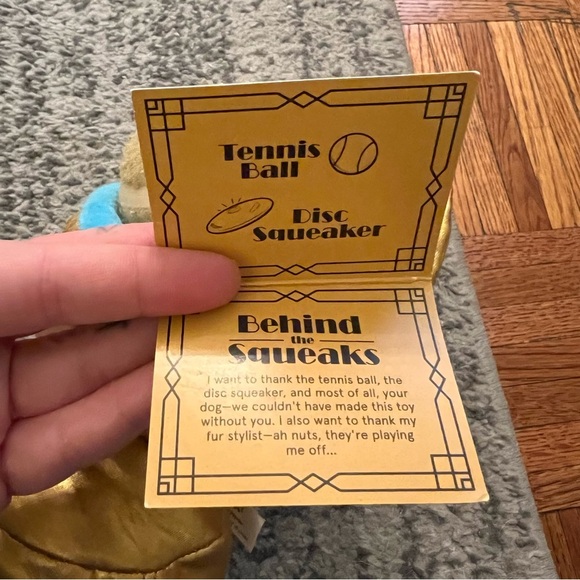 Tennis
Ball
Disc
Squeaker
Behind
the
Squeaks
I want to thank the tennis ball, the
disc squeaker, and most of all, your
dog—we couldn't have made this toy
without you. I also want to thank my
fur stylist—ah nuts, they're playing
me off...